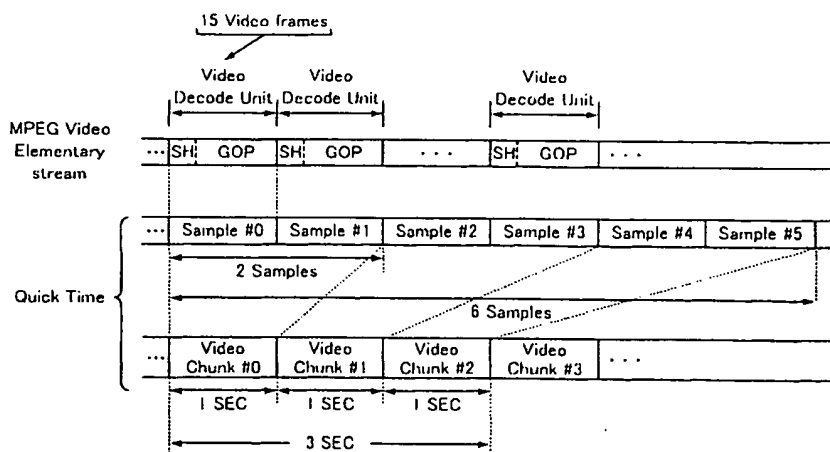 15 Video frames
Video Decode Unit
Video Decode Unit
Video Decode Unit
MPEG Video Elementary stream
··· SH GOP SH GOP ··· SH GOP ···
··· Sample #0 Sample #1 Sample #2 Sample #3 Sample #4 Sample #5
2 Samples
Quick Time
6 Samples
··· Video Chunk #0 Video Chunk #1 Video Chunk #2 Video Chunk #3 ···
1 SEC 1 SEC 1 SEC
3 SEC